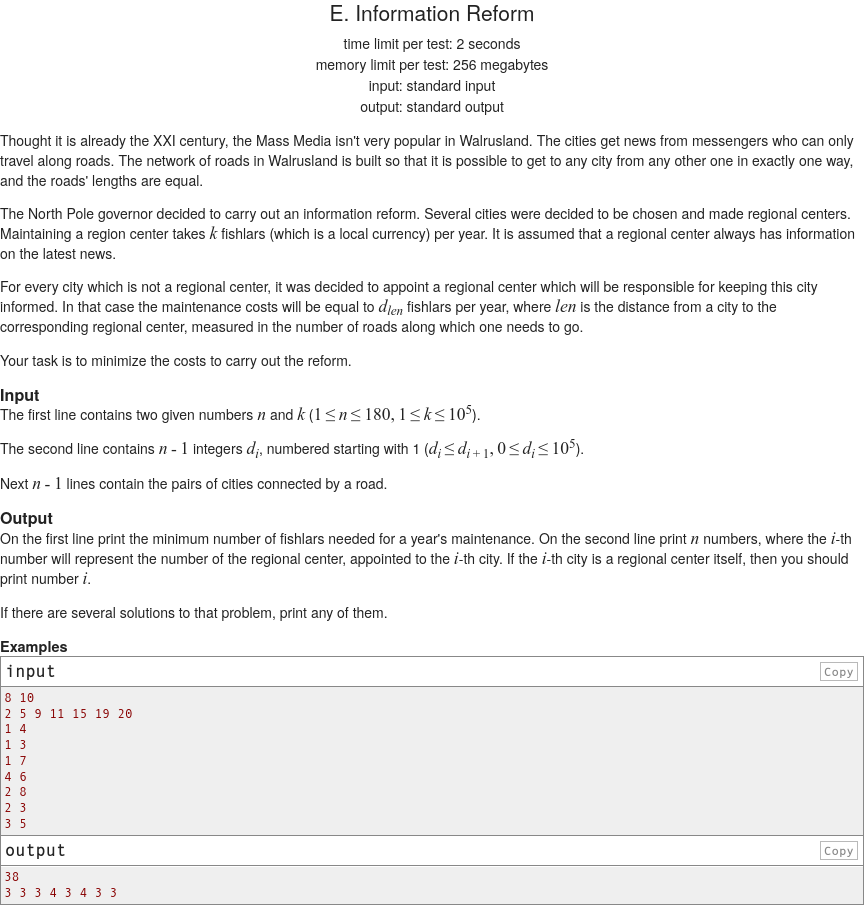 E. Information Reform
time limit per test: 2 seconds
memory limit per test: 256 megabytes
input: standard input
output: standard output
Thought it is already the XXI century, the Mass Media isn't very popular in Walrusland. The cities get news from messengers who can only
travel along roads. The network of roads in Walrusland is built so that it is possible to get to any city from any other one in exactly one way,
and the roads' lengths are equal.
The North Pole governor decided to carry out an information reform. Several cities were decided to be chosen and made regional centers.
Maintaining a region center takes k fishlars (which is a local currency) per year. It is assumed that a regional center always has information
on the latest news.
For every city which is not a regional center, it was decided to appoint a regional center which will be responsible for keeping this city
informed. In that case the maintenance costs will be equal to d_{len} fishlars per year, where len is the distance from a city to the
corresponding regional center, measured in the number of roads along which one needs to go.
Your task is to minimize the costs to carry out the reform.
Input
The first line contains two given numbers n and k (1 ≤ n ≤ 180, 1 ≤ k ≤ 10^5).
The second line contains n - 1 integers d_i, numbered starting with 1 (d_i ≤ d_{i + 1}, 0 ≤ d_i ≤ 10^5).
Next n - 1 lines contain the pairs of cities connected by a road.
Output
On the first line print the minimum number of fishlars needed for a year's maintenance. On the second line print n numbers, where the i-th
number will represent the number of the regional center, appointed to the i-th city. If the i-th city is a regional center itself, then you should
print number i.
If there are several solutions to that problem, print any of them.
Examples
input Copy
8 10
2 5 9 11 15 19 20
1 4
1 3
1 7
4 6
2 8
2 3
3 5
output Copy
38
3 3 3 4 3 4 3 3